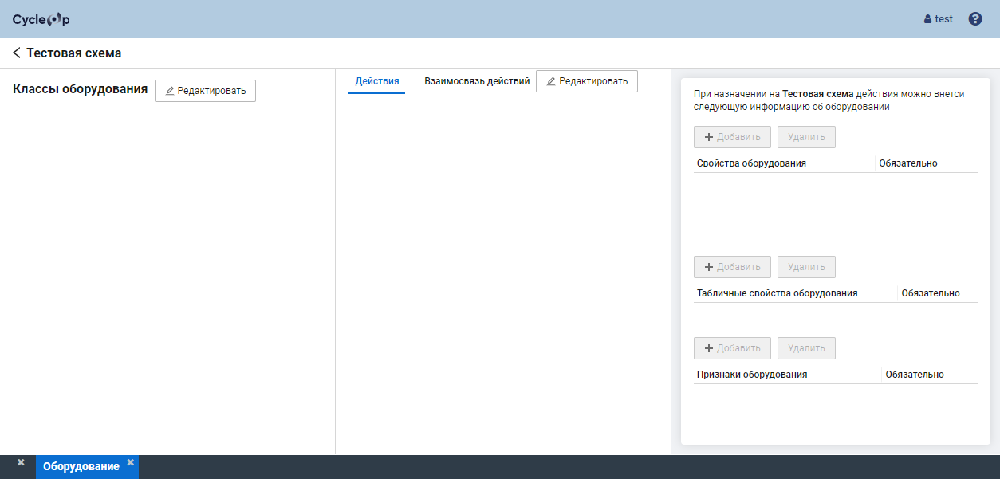 CycleOp
test
Тестовая схема
Классы оборудования
Редактировать
Действия
Взаимосвязь действий
Редактировать
При назначении на Тестовая схема действия можно внетси
следующую информацию об оборудовании
Добавить
Удалить
Свойства оборудования
Обязательно
Добавить
Удалить
Табличные свойства оборудования
Обязательно
Добавить
Удалить
Признаки оборудования
Обязательно
Оборудование